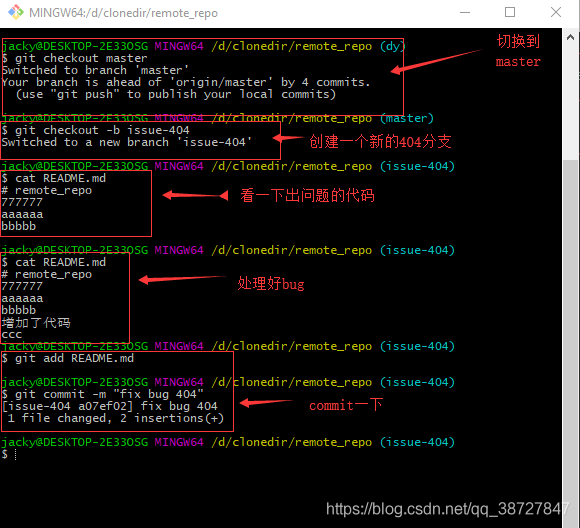 MINGW64:/d/clonedir/remote_repo
jacky@DESKTOP-2E33OSG MINGW64 /d/clonedir/remote_repo (dy)
$ git checkout master
Switched to branch 'master'
Your branch is ahead of 'origin/master' by 4 commits.
(use "git push" to publish your local commits)
切换到
master
jacky@DESKTOP-2E33OSG MINGW64 /d/clonedir/remote_repo (master)
$ git checkout -b issue-404
Switched to a new branch 'issue-404'
创建一个新的404分支
jacky@DESKTOP-2E33OSG MINGW64 /d/clonedir/remote_repo (issue-404)
$ cat README.md
# remote_repo
777777
aaaaaa
bbbbb
看一下出问题的代码
jacky@DESKTOP-2E33OSG MINGW64 /d/clonedir/remote_repo (issue-404)
$ cat README.md
# remote_repo
777777
aaaaaa
bbbbb
增加了代码
ccc
处理好bug
jacky@DESKTOP-2E33OSG MINGW64 /d/clonedir/remote_repo (issue-404)
$ git add README.md
jacky@DESKTOP-2E33OSG MINGW64 /d/clonedir/remote_repo (issue-404)
$ git commit -m "fix bug 404"
[issue-404 a07ef02] fix bug 404
1 file changed, 2 insertions(+)
commit一下
jacky@DESKTOP-2E33OSG MINGW64 /d/clonedir/remote_repo (issue-404)
$
https://blog.csdn.net/qq_38727847